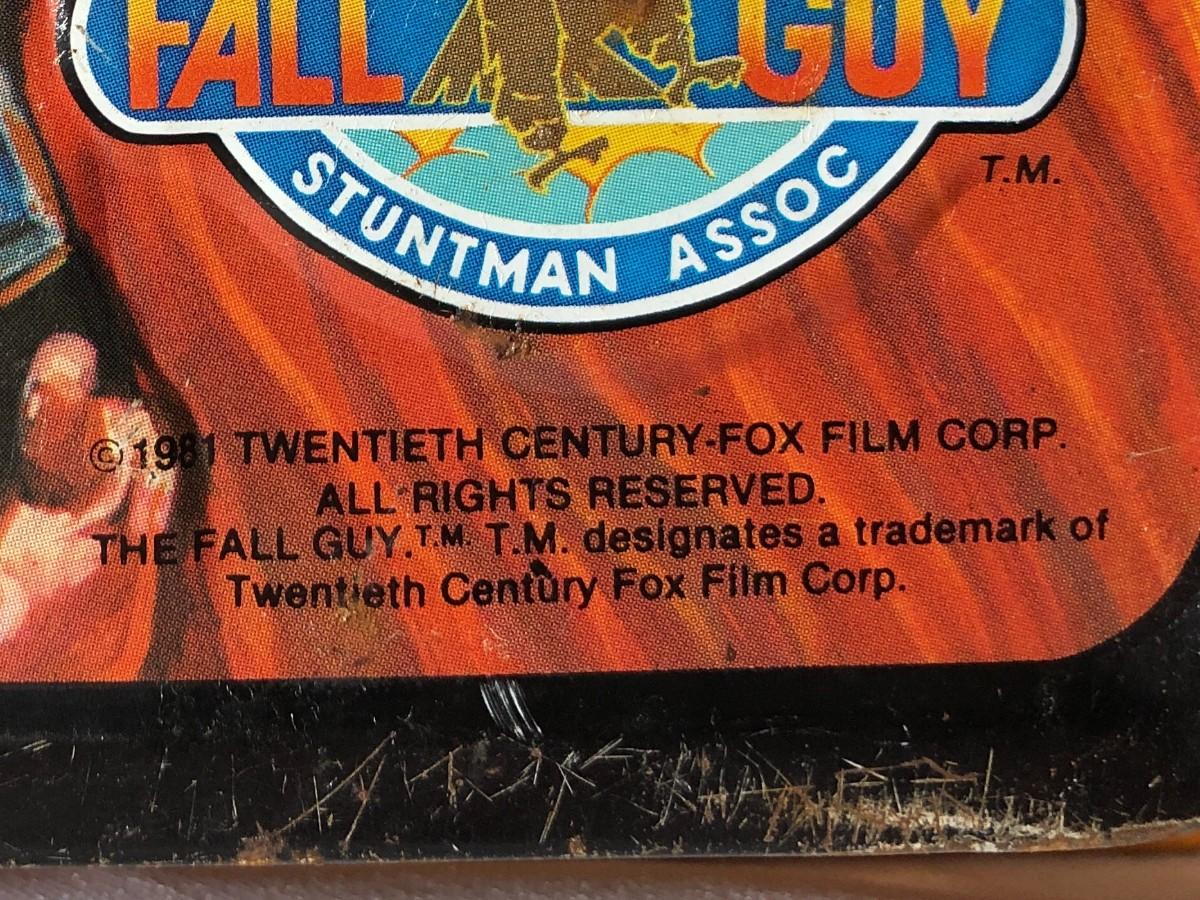 FALL GUY
STUNTMAN ASSOC
T.M.
©1981 TWENTIETH CENTURY-FOX FILM CORP.
ALL RIGHTS RESERVED.
THE FALL GUY.T.M. T.M. designates a trademark of
Twentieth Century Fox Film Corp.